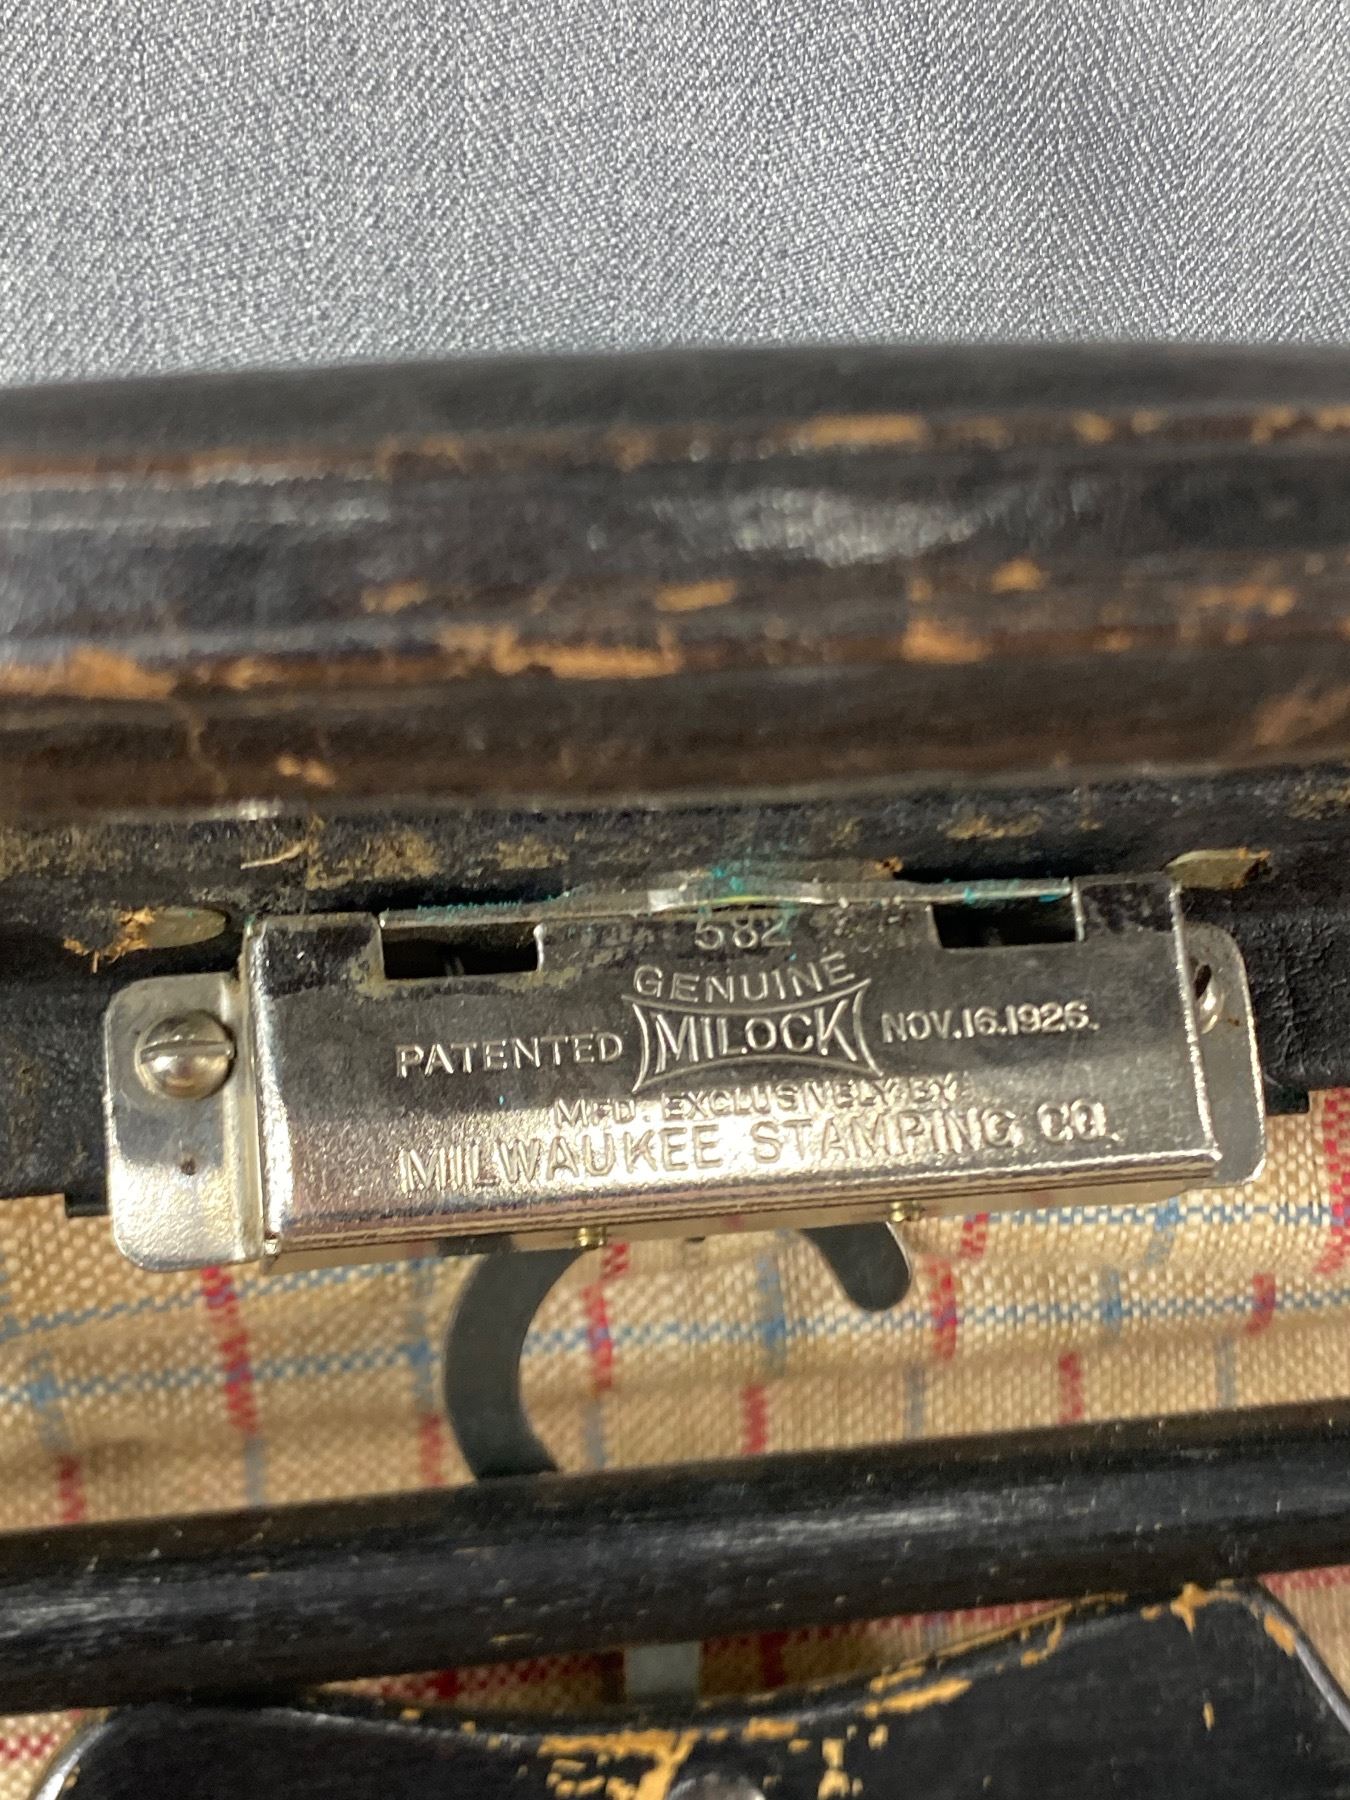 582
GENUINE
PATENTED MILOCK NOV.16.1926.
MFD. EXCLUSIVELY BY
MILWAUKEE STAMPING CO.